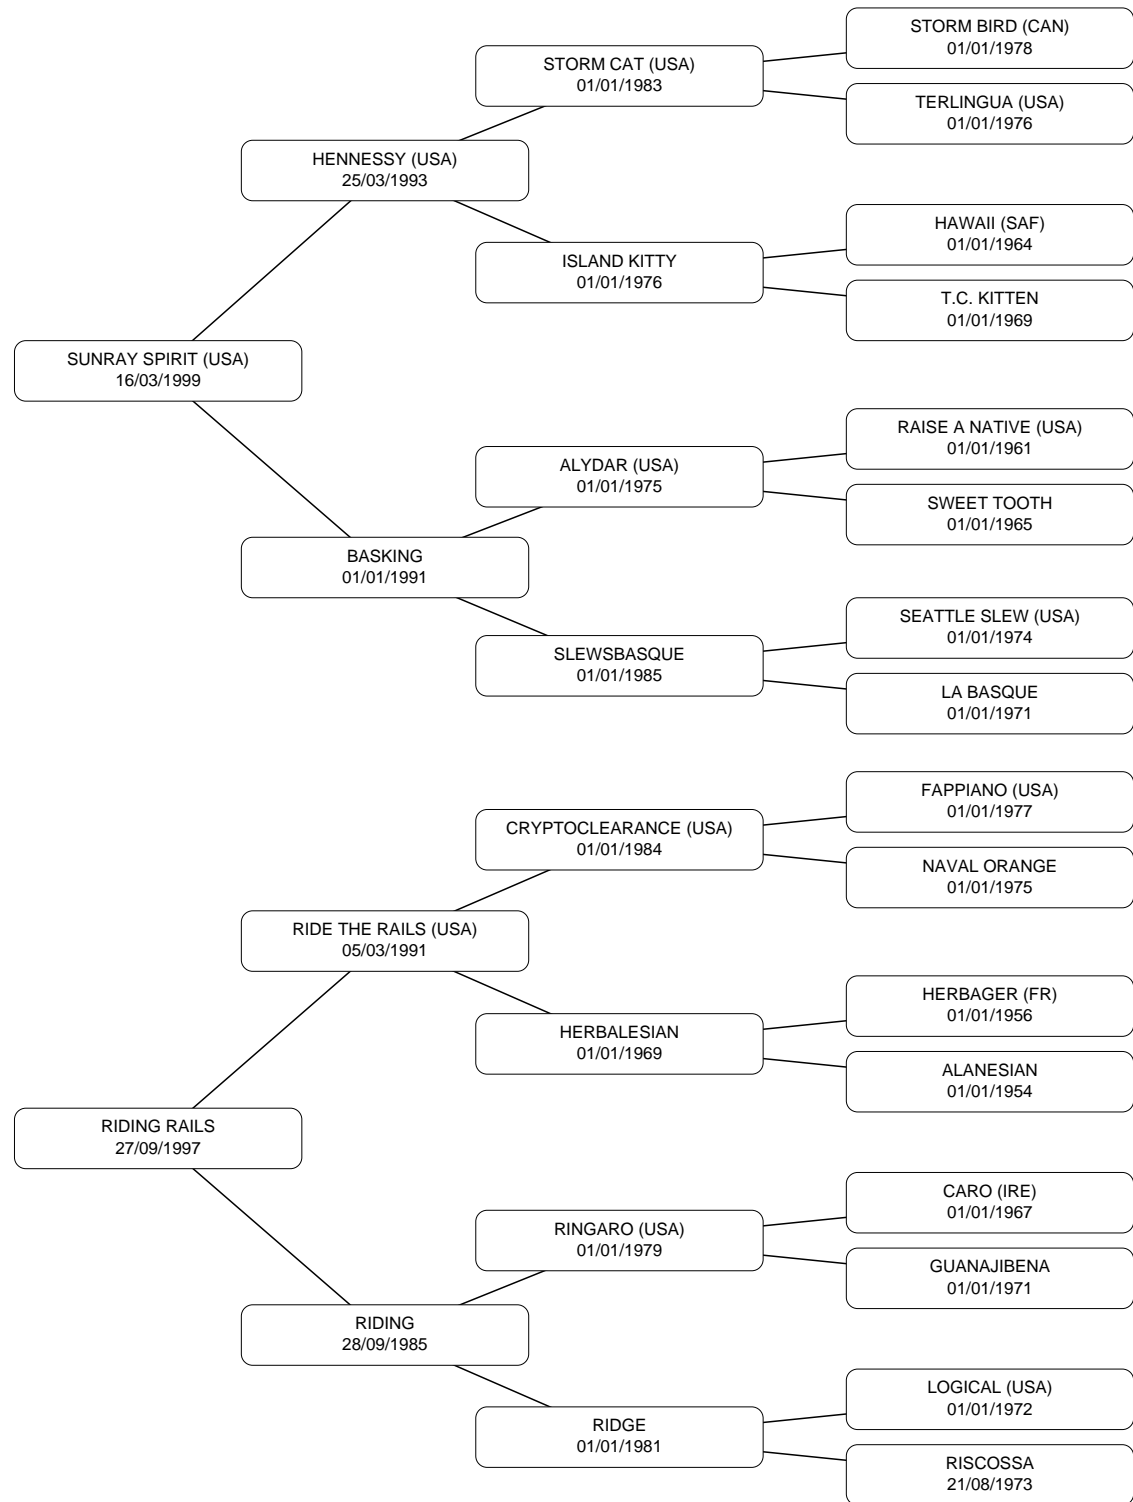 STORM BIRD (CAN)
01/01/1978
STORM CAT (USA)
01/01/1983
TERLINGUA (USA)
01/01/1976
HENNESSY (USA)
25/03/1993
HAWAII (SAF)
01/01/1964
ISLAND KITTY
01/01/1976
T.C. KITTEN
01/01/1969
SUNRAY SPIRIT (USA)
16/03/1999
RAISE A NATIVE (USA)
01/01/1961
ALYDAR (USA)
01/01/1975
SWEET TOOTH
01/01/1965
BASKING
01/01/1991
SEATTLE SLEW (USA)
01/01/1974
SLEWSBASQUE
01/01/1985
LA BASQUE
01/01/1971
FAPPIANO (USA)
01/01/1977
CRYPTOCLEARANCE (USA)
01/01/1984
NAVAL ORANGE
01/01/1975
RIDE THE RAILS (USA)
05/03/1991
HERBAGER (FR)
01/01/1956
HERBALESIAN
01/01/1969
ALANESIAN
01/01/1954
RIDING RAILS
27/09/1997
CARO (IRE)
01/01/1967
RINGARO (USA)
01/01/1979
GUANAJIBENA
01/01/1971
RIDING
28/09/1985
LOGICAL (USA)
01/01/1972
RIDGE
01/01/1981
RISCOSSA
21/08/1973